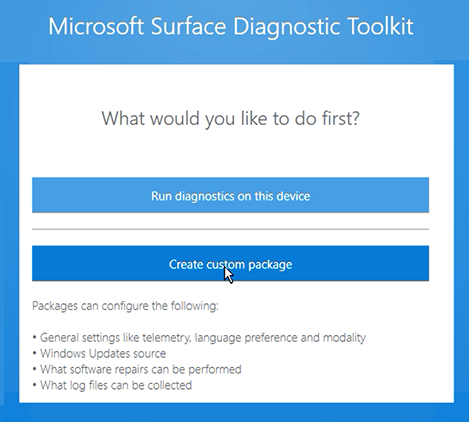 Microsoft Surface Diagnostic Toolkit
What would you like to do first?
Run diagnostics on this device
Create custom package
Packages can configure the following:
• General settings like telemetry, language preference and modality
• Windows Updates source
• What software repairs can be performed
• What log files can be collected